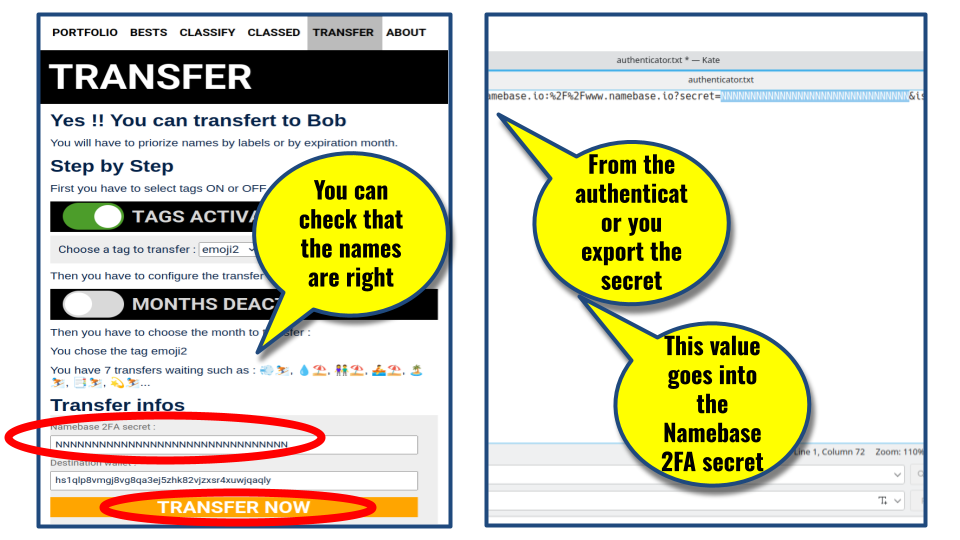 PORTFOLIO BESTS CLASSIFY CLASSED TRANSFER ABOUT
TRANSFER
Yes !! You can transfert to Bob
You will have to priorize names by labels or by expiration month.
Step by Step
First you have to select tags ON or OFF
TAGS ACTIVA
Choose a tag to transfer : emoji2
Then you have to configure the transfer
MONTHS DEACT
Then you have to choose the month to transfer :
You chose the tag emoji2
You have 7 transfers waiting such as : 💨⛷, 💧⛱, 👫⛱, 🚣⛱, 🏝
⛷, 📑⛷, 💫⛷...
Transfer infos
Namebase 2FA secret :
NNNNNNNNNNNNNNNNNNNNNNNNNNNNNNNN
Destination wallet :
hs1qlp8vmgj8vg8qa3ej5zhk82vjzxsr4xuwjqaqly
TRANSFER NOW
You can
check that
the names
are right
authenticator.txt * — Kate
authenticator.txt
amebase.io:%2F%2Fwww.namebase.io?secret=NNNNNNNNNNNNNNNNNNNNNNNNNNNNNNNN&is
From the
authenticat
or you
export the
secret
This value
goes into
the
Namebase
2FA secret
Line 1, Column 72 Zoom: 110%